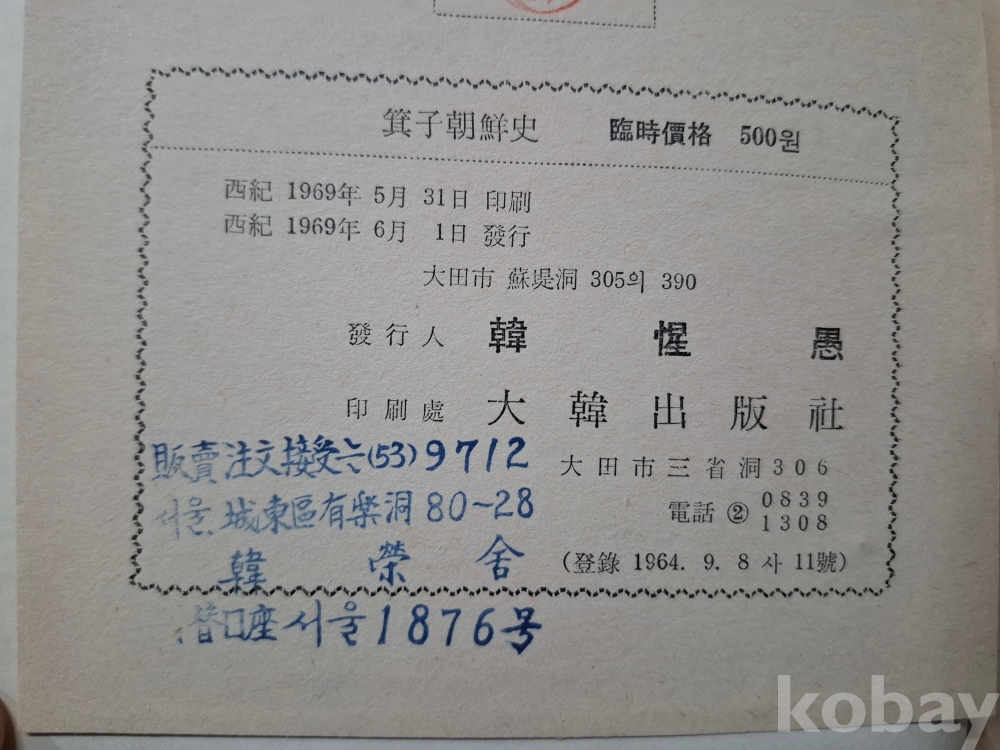 箕子朝鮮史 臨時價格 500원
西紀 1969年 5月 31日 印刷
西紀 1969年 6月 1日 發行
大田市 蘇堤洞 305의 390
發行人 韓 惺 愚
印刷處 大韓出版社
大田市三省洞306
電話 ② 0839
1308
(登錄 1964. 9. 8 사 11號)
販賣注文接受는 (53) 9712
서울, 城東區有樂洞 80~28
韓 榮 舍
替口座 서울 1876号
kobay